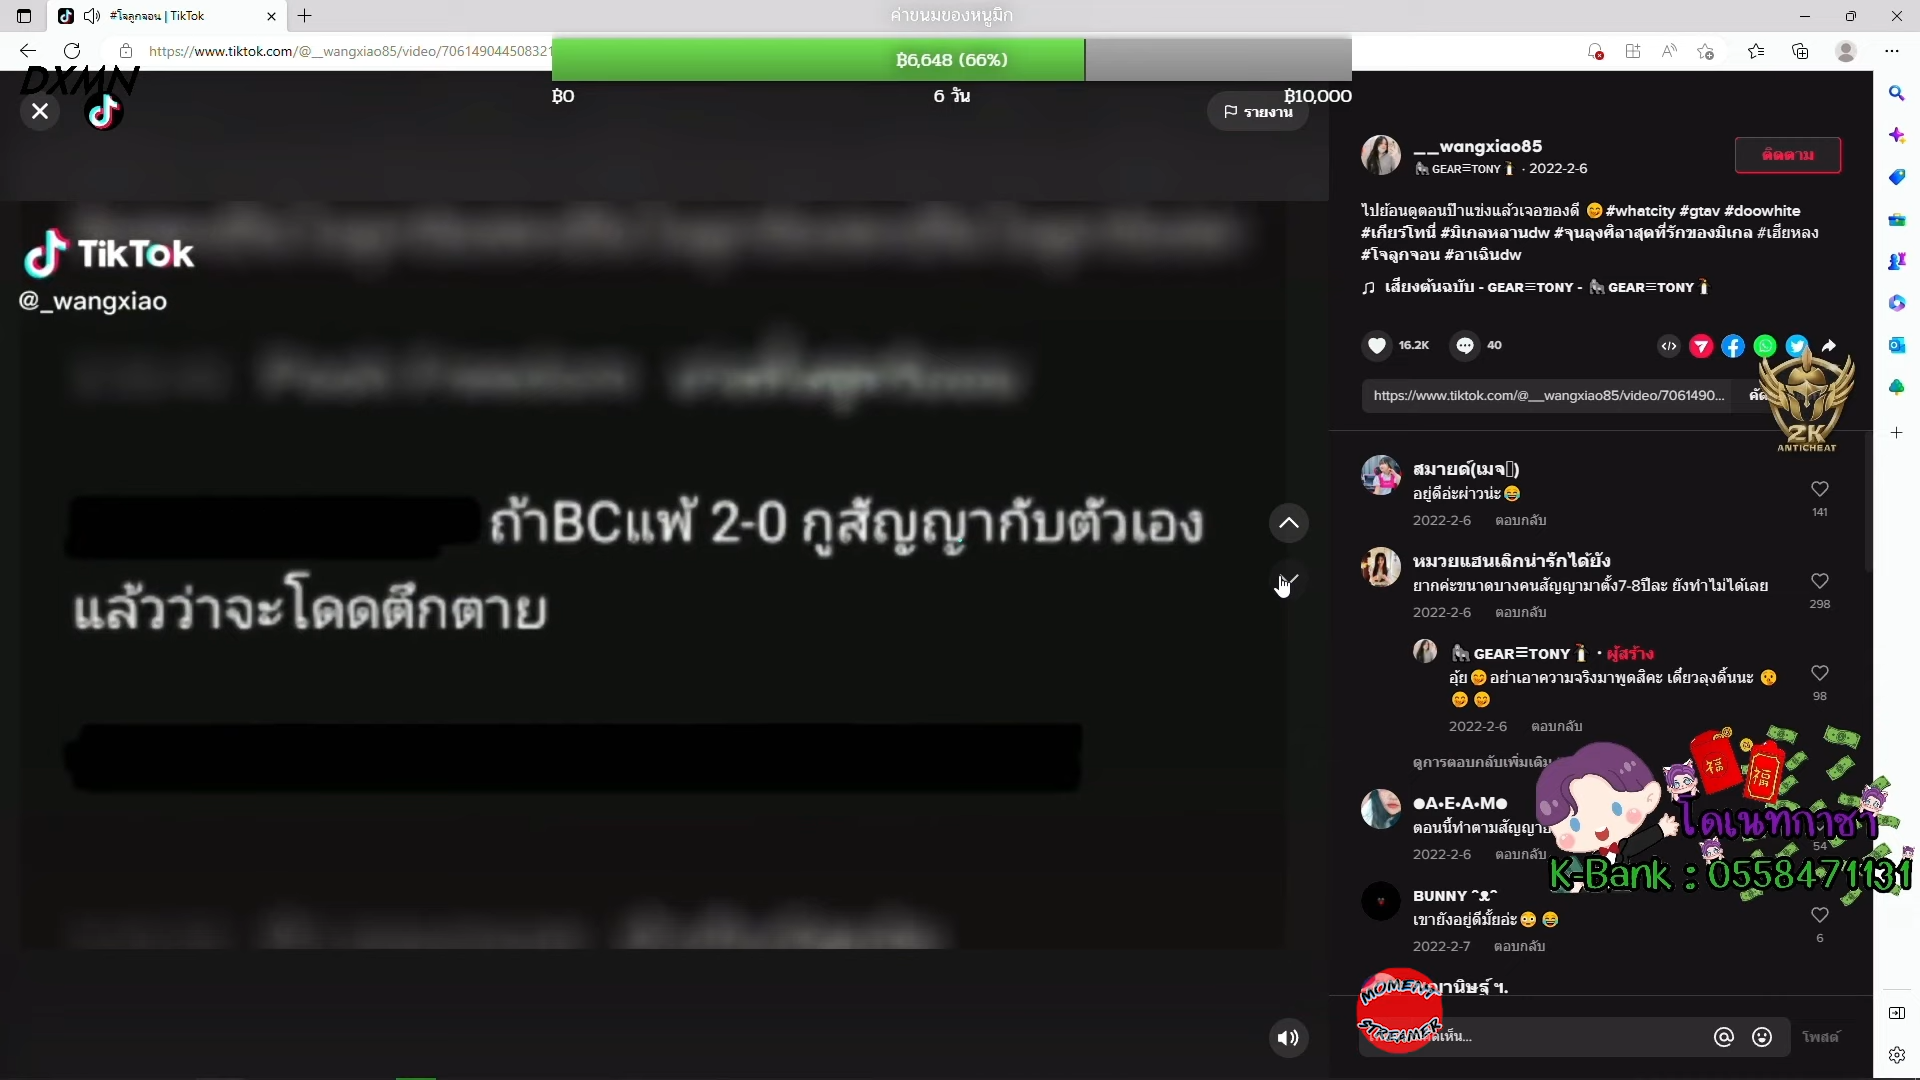 #โจลูกจอน | TikTok
ค่าขนมของหนูมิก
https://www.tiktok.com/@__wangxiao85/video/706149044508321
฿6,648 (66%)
฿0
6 วัน
฿10,000
DXMN
รายงาน
TikTok
@_wangxiao
ถ้าBCแพ้ 2-0 กูสัญญากับตัวเอง
แล้วว่าจะโดดตึกตาย
__wangxiao85
🦍 GEAR☰TONY · 2022-2-6
ติดตาม
ไปย้อนดูตอนป๊าแข่งแล้วเจอของดี 😋 #whatcity #gtav #doowhite
#เกียร์โทนี่ #มิเกลหลานdw #จุนลุงศิลาสุดที่รักของมิเกล #เฮียหลง
#โจลูกจอน #อาเฉินdw
♫ เสียงต้นฉบับ - GEAR☰TONY - 🦍 GEAR☰TONY
16.2K
40
https://www.tiktok.com/@__wangxiao85/video/7061490...
2K
ANTICHEAT
สมายด์(เมจ▯)
อยู่ดีอ่ะผ่าวน่ะ😂
141
2022-2-6 ตอบกลับ
หมวยแฮนเลิกน่ารักได้ยัง
ยากค่ะขนาดบางคนสัญญามาตั้ง7-8ปีละ ยังทำไม่ได้เลย
298
2022-2-6 ตอบกลับ
🦍 GEAR☰TONY · ผู้สร้าง
อุ้ย😋อย่าเอาความจริงมาพูดสิคะ เดี๋ยวลุงดิ้นนะ 🤫
😋 😋
98
2022-2-6 ตอบกลับ
ดูการตอบกลับเพิ่มเติม
●A•E•A•M●
ตอนนี้ทำตามสัญญา
54
2022-2-6 ตอบกลับ
โดเนทกาชา
K-Bank : 0558471131
BUNNY ᵔᴥᵔ
เขายังอยู่ดีมั้ยอ่ะ😳 😂
6
2022-2-7 ตอบกลับ
MOMENT
STREAMER
โพสต์